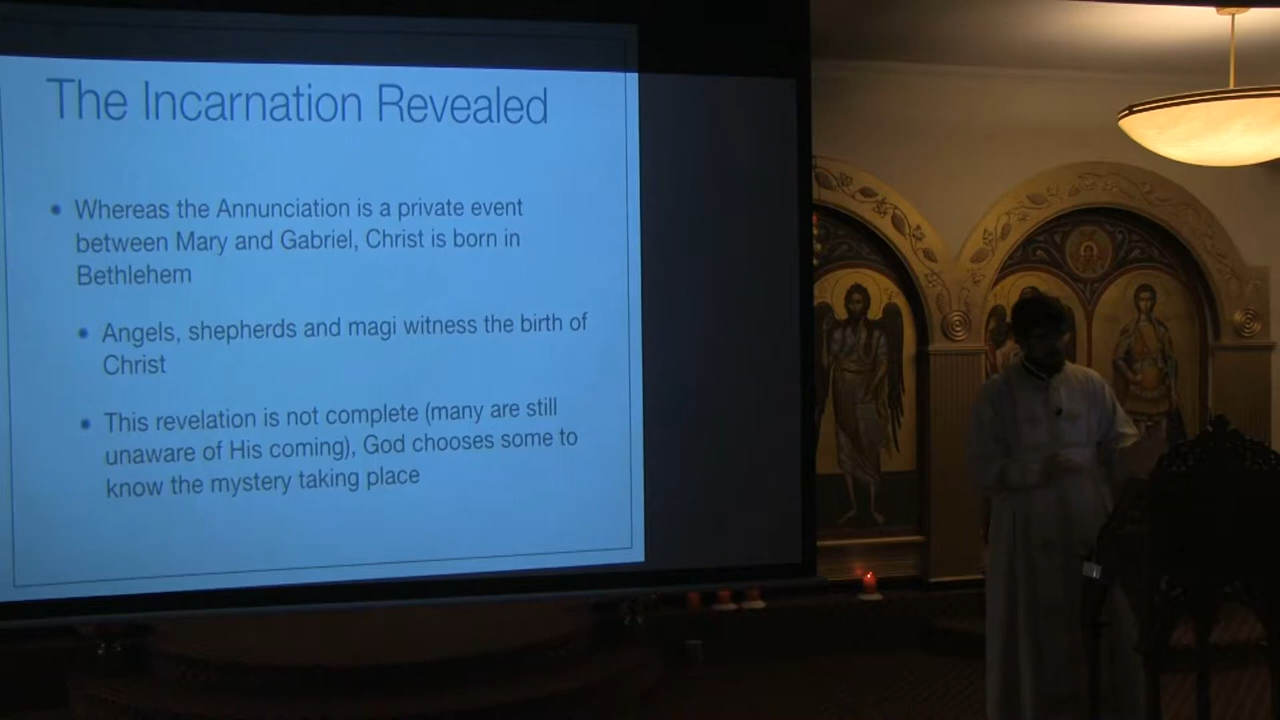 The Incarnation Revealed
• Whereas the Annunciation is a private event
between Mary and Gabriel, Christ is born in
Bethlehem
• Angels, shepherds and magi witness the birth of
Christ
• This revelation is not complete (many are still
unaware of His coming), God chooses some to
know the mystery taking place